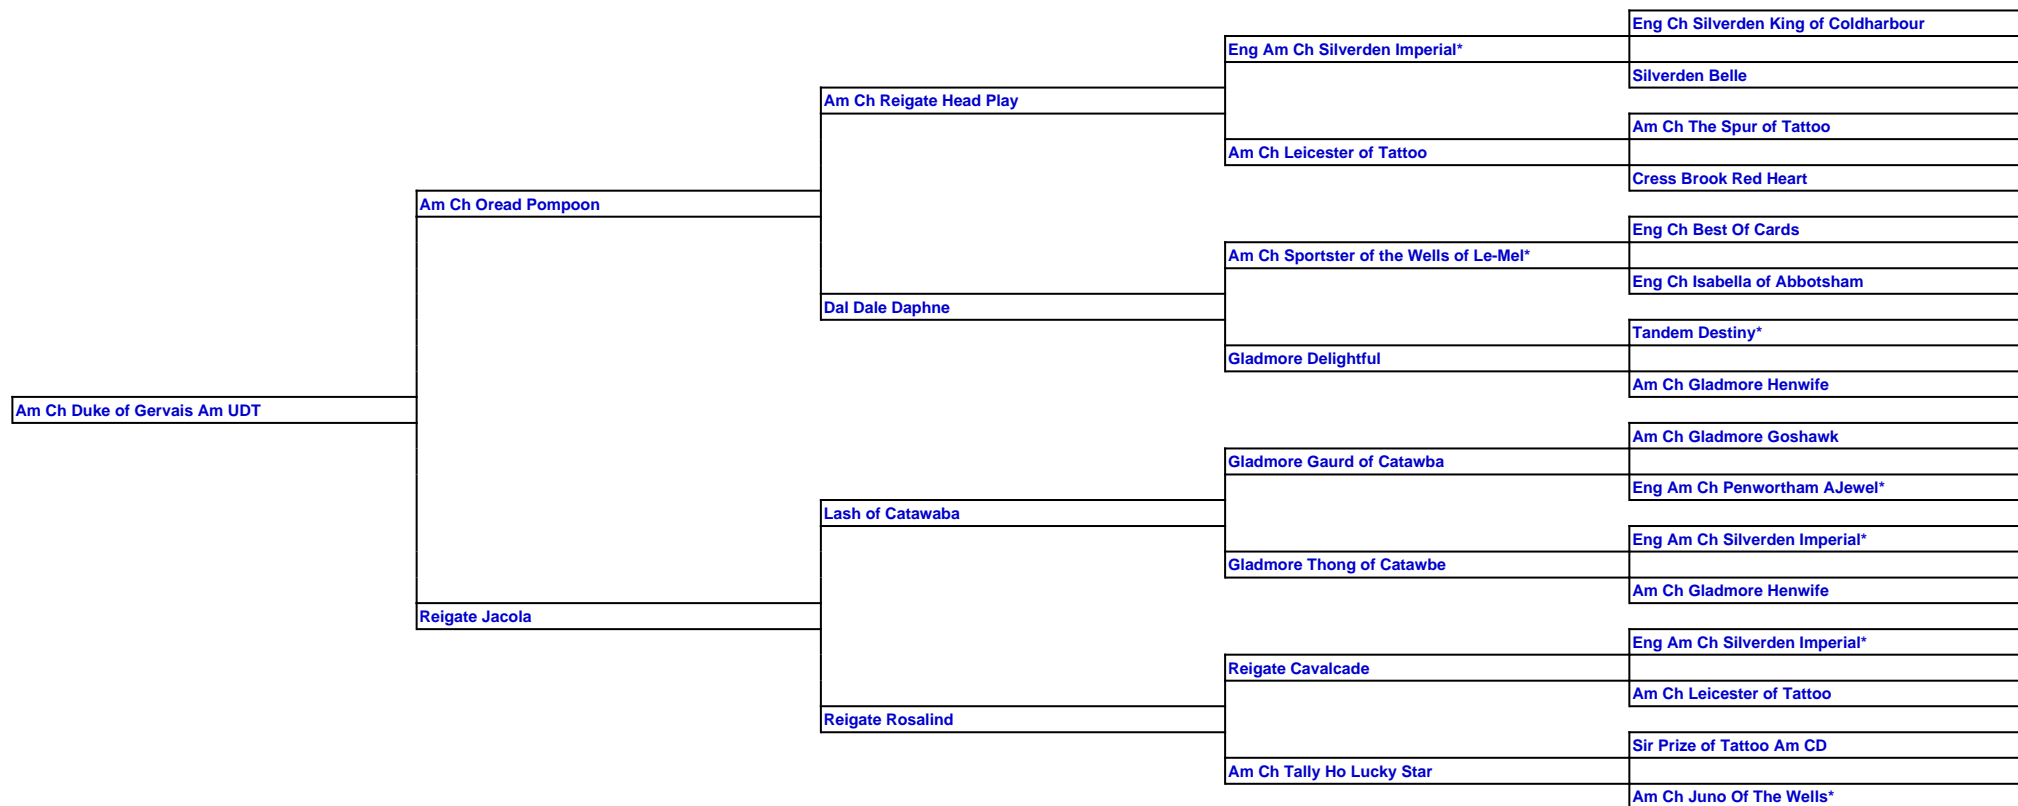 Eng Ch Silverden King of Coldharbour
Eng Am Ch Silverden Imperial*
Silverden Belle
Am Ch Reigate Head Play
Am Ch The Spur of Tattoo
Am Ch Leicester of Tattoo
Cress Brook Red Heart
Am Ch Oread Pompoon
Eng Ch Best Of Cards
Am Ch Sportster of the Wells of Le-Mel*
Eng Ch Isabella of Abbotsham
Dal Dale Daphne
Tandem Destiny*
Gladmore Delightful
Am Ch Gladmore Henwife
Am Ch Duke of Gervais Am UDT
Am Ch Gladmore Goshawk
Gladmore Gaurd of Catawba
Eng Am Ch Penwortham AJewel*
Lash of Catawaba
Eng Am Ch Silverden Imperial*
Gladmore Thong of Catawbe
Am Ch Gladmore Henwife
Reigate Jacola
Eng Am Ch Silverden Imperial*
Reigate Cavalcade
Am Ch Leicester of Tattoo
Reigate Rosalind
Sir Prize of Tattoo Am CD
Am Ch Tally Ho Lucky Star
Am Ch Juno Of The Wells*